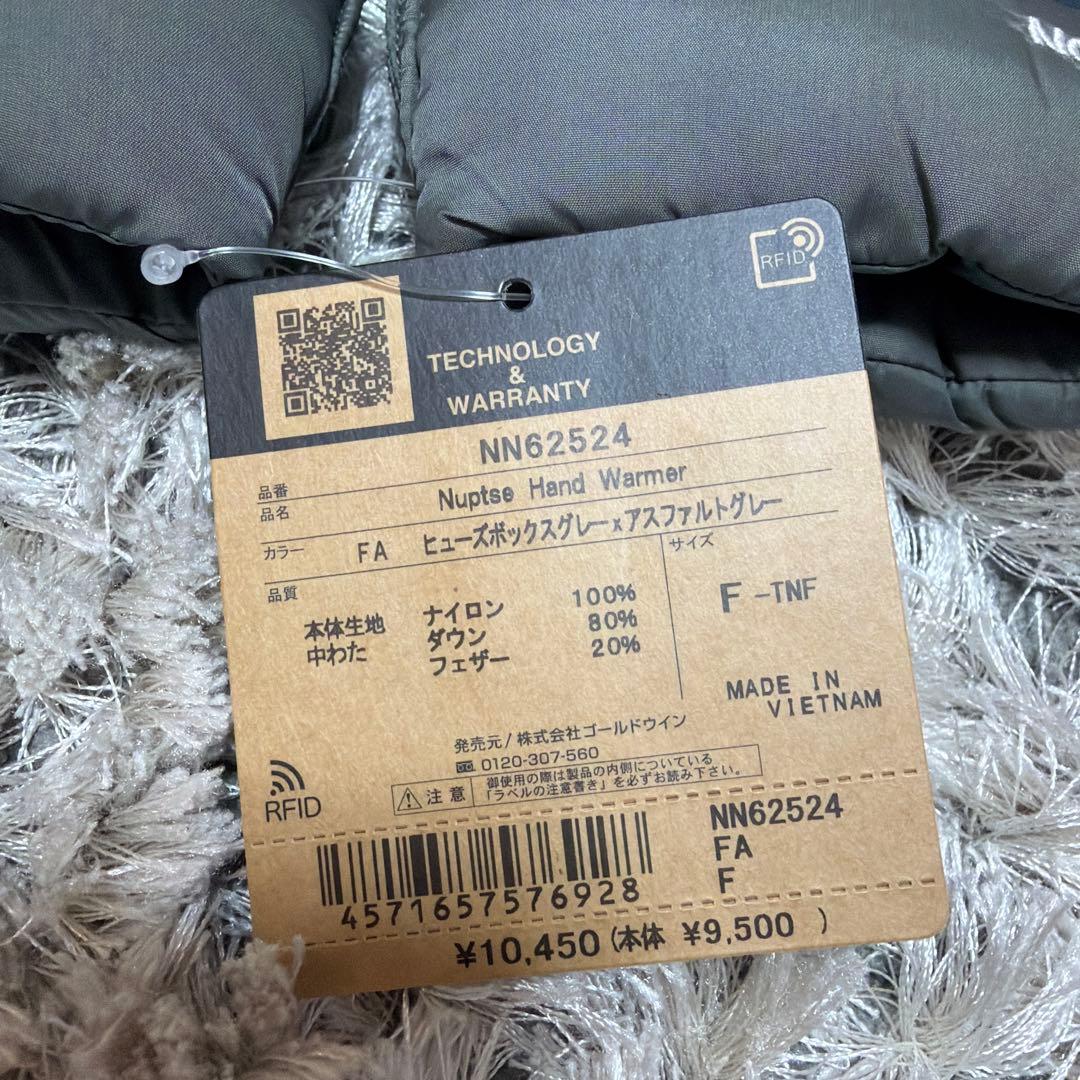 RFID
TECHNOLOGY
&
WARRANTY
品番 NN62524
品名 Nuptse Hand Warmer
カラー FA ヒューズボックスグレーxアスファルトグレー
品質
サイズ
本体生地 ナイロン 100%
中わた ダウン 80%
フェザー 20%
F -TNF
MADE IN
VIETNAM
発売元/株式会社ゴールドウイン
0120-307-560
注意
御使用の際は製品の内側についている
「ラベルの注意書き」を必ずお読み下さい。
RFID
4571657576928
NN62524
FA
F
¥10,450(本体 ¥9,500 )